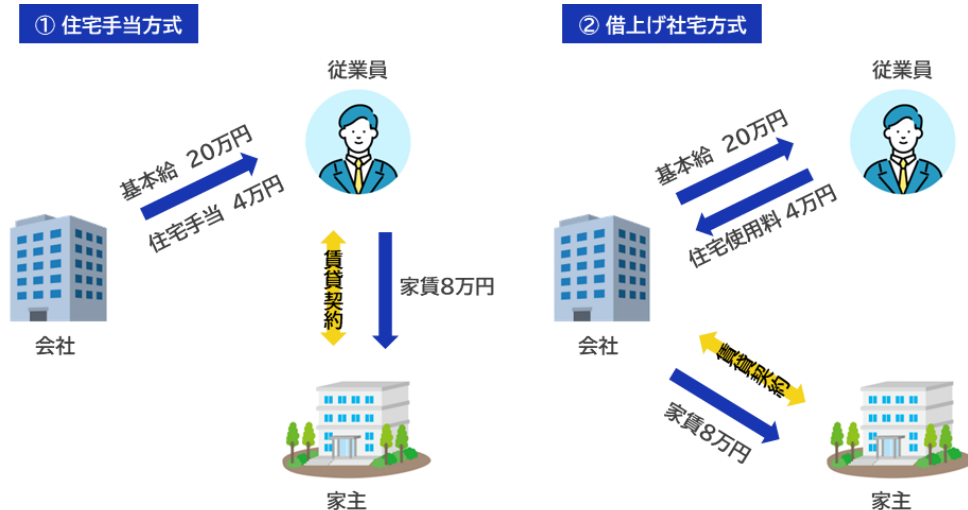 ① 住宅手当方式
従業員
基本給 20万円
住宅手当 4万円
会社
賃貸契約
家賃8万円
家主
② 借上げ社宅方式
従業員
基本給 20万円
住宅使用料 4万円
会社
賃貸契約
家賃8万円
家主